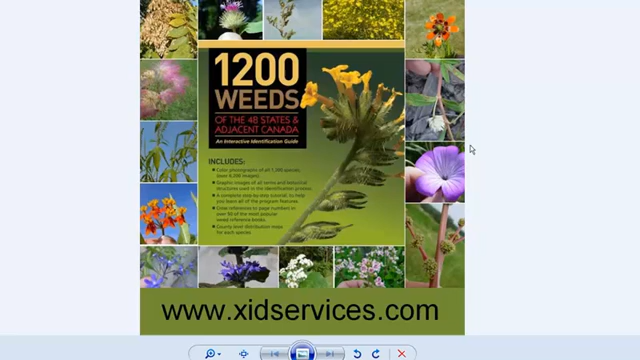 1200
WEEDS
OF THE 48 STATES &
ADJACENT CANADA
An Interactive Identification Guide
INCLUDES:
Color photographs of all 1,200 species
(over 6,200 images)
Graphic images of all terms and botanical
structures used in the identification process
A complete step-by-step tutorial, to help
you learn all of the program features
Cross reference to page numbers in
over 40 of the most popular
weed reference books
County level distribution maps
for each species
www.xidservices.com